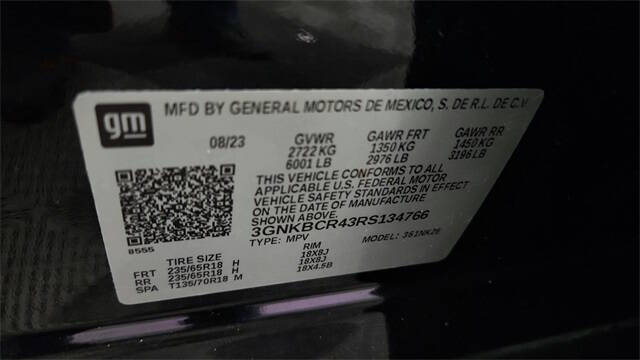 gm MFD BY GENERAL MOTORS DE MEXICO, S. DE R.L. DE C.V.
08/23 GVWR GAWR FRT GAWR RR
2722 KG 1350 KG 1450 KG
6001 LB 2976 LB 3196 LB
THIS VEHICLE CONFORMS TO ALL
APPLICABLE U.S. FEDERAL MOTOR
VEHICLE SAFETY STANDARDS IN EFFECT
ON THE DATE OF MANUFACTURE
SHOWN ABOVE.
3GNKBCR43RS134766
8555 TYPE: MPV MODEL: 3S1NK26
TIRE SIZE RIM
FRT 235/65R18 H 18X8J
RR 235/65R18 H 18X8J
SPA T135/70R18 M 18X4.5B